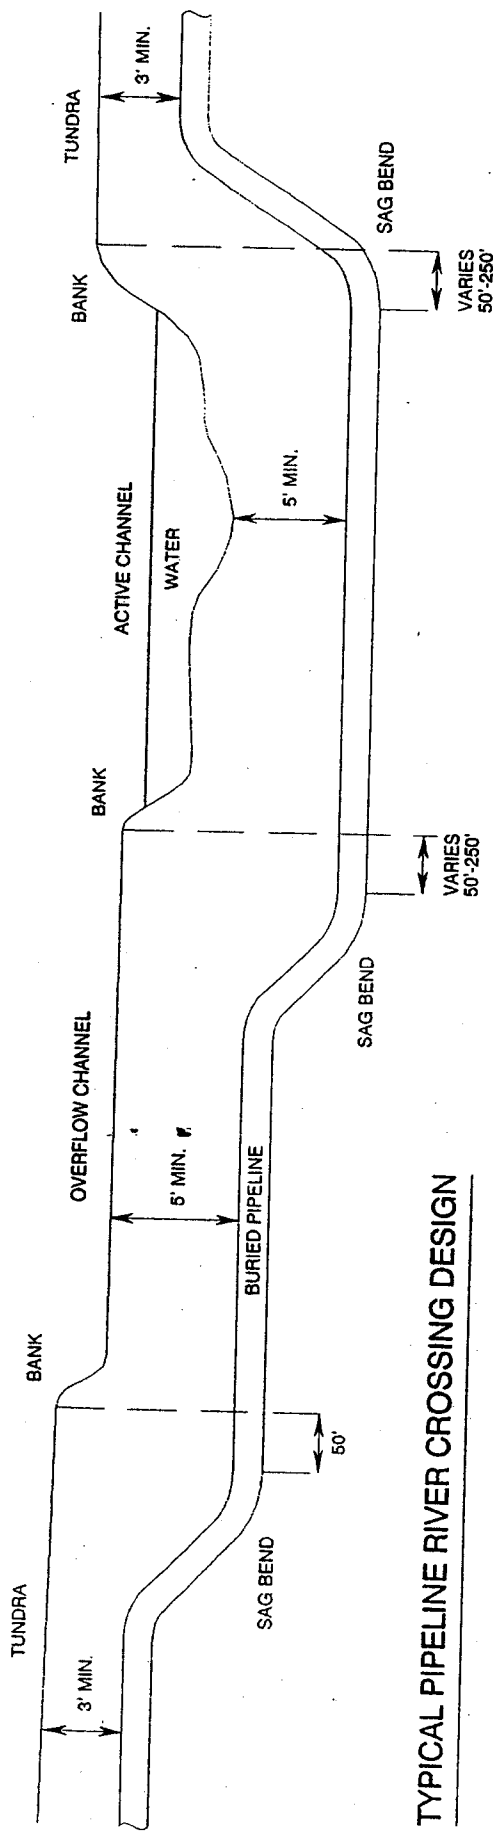 TUNDRA
3' MIN.
SAG BEND
BANK
50'
OVERFLOW CHANNEL
5' MIN.
BURIED PIPELINE
SAG BEND
BANK
VARIES
50'-250'
ACTIVE CHANNEL
WATER
5' MIN.
BANK
VARIES
50'-250'
SAG BEND
TUNDRA
3' MIN.
TYPICAL PIPELINE RIVER CROSSING DESIGN